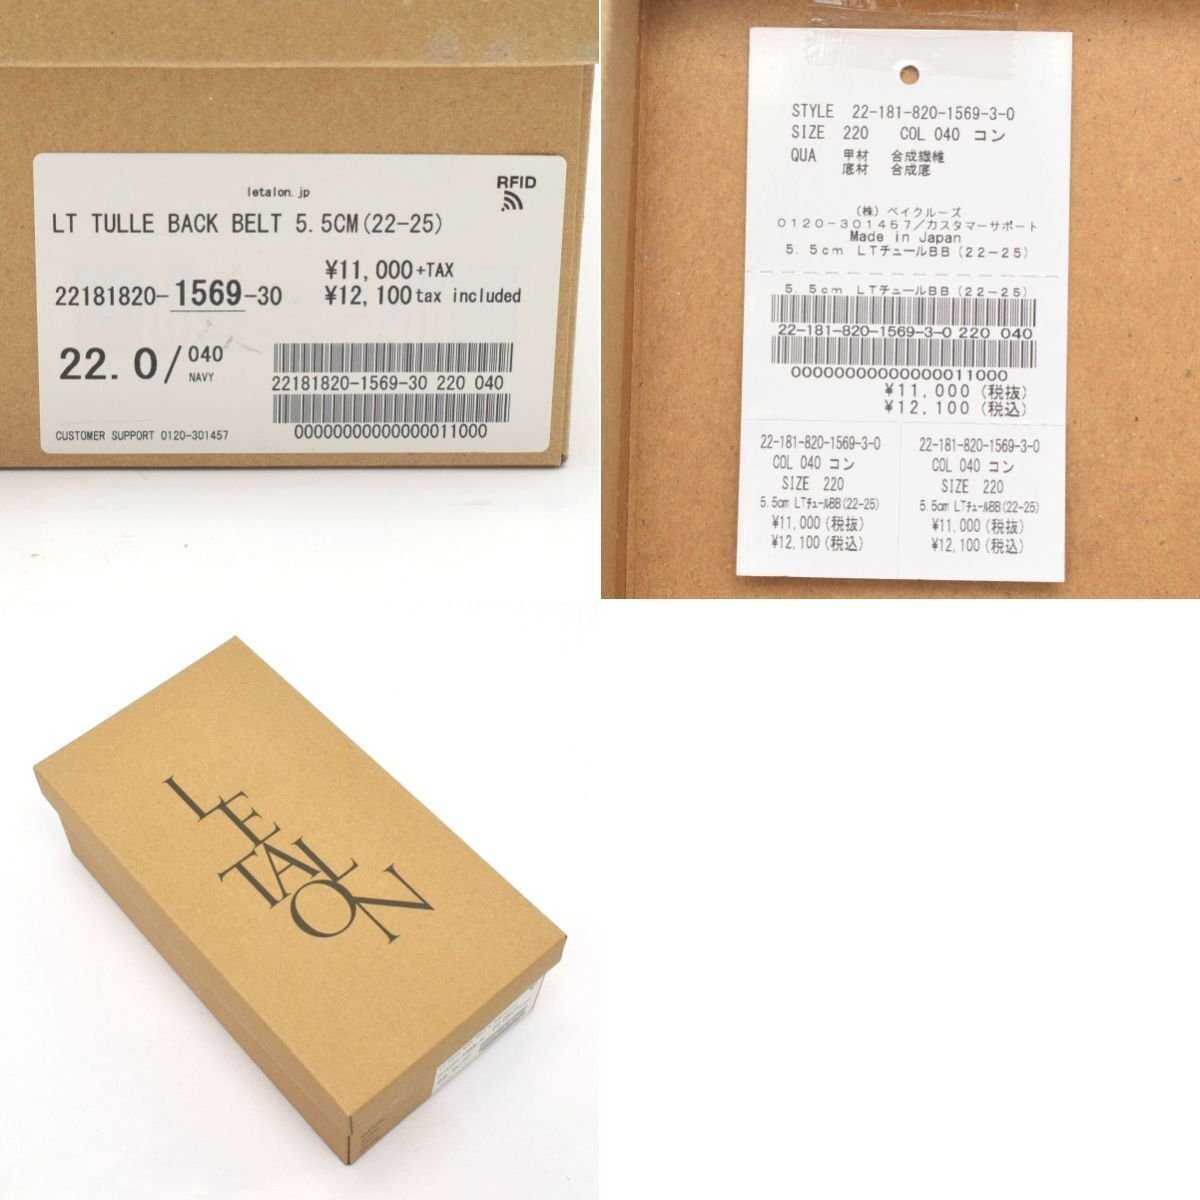 letalon.jp
RFID
LT TULLE BACK BELT 5.5CM(22-25)
¥11,000+TAX
22181820-1569-30
¥12,100 tax included
22.0/040
NAVY
22181820-1569-30 220 040
CUSTOMER SUPPORT 0120-301457
00000000000000011000
STYLE 22-181-820-1569-3-0
SIZE 220 COL 040 コン
QUA 甲材 合成繊維
底材 合成底
(株) ベイクルーズ
0120-301457/カスタマーサポート
Made in Japan
5.5cm LTチュールBB(22-25)
5.5cm LTチュールBB(22-25)
22-181-820-1569-3-0 220 040
00000000000000011000
¥11,000(税抜)
¥12,100(税込)
22-181-820-1569-3-0
COL 040 コン
SIZE 220
5.5cm LTチュールBB(22-25)
¥11,000(税抜)
¥12,100(税込)
22-181-820-1569-3-0
COL 040 コン
SIZE 220
5.5cm LTチュールBB(22-25)
¥11,000(税抜)
¥12,100(税込)
LE
TALON